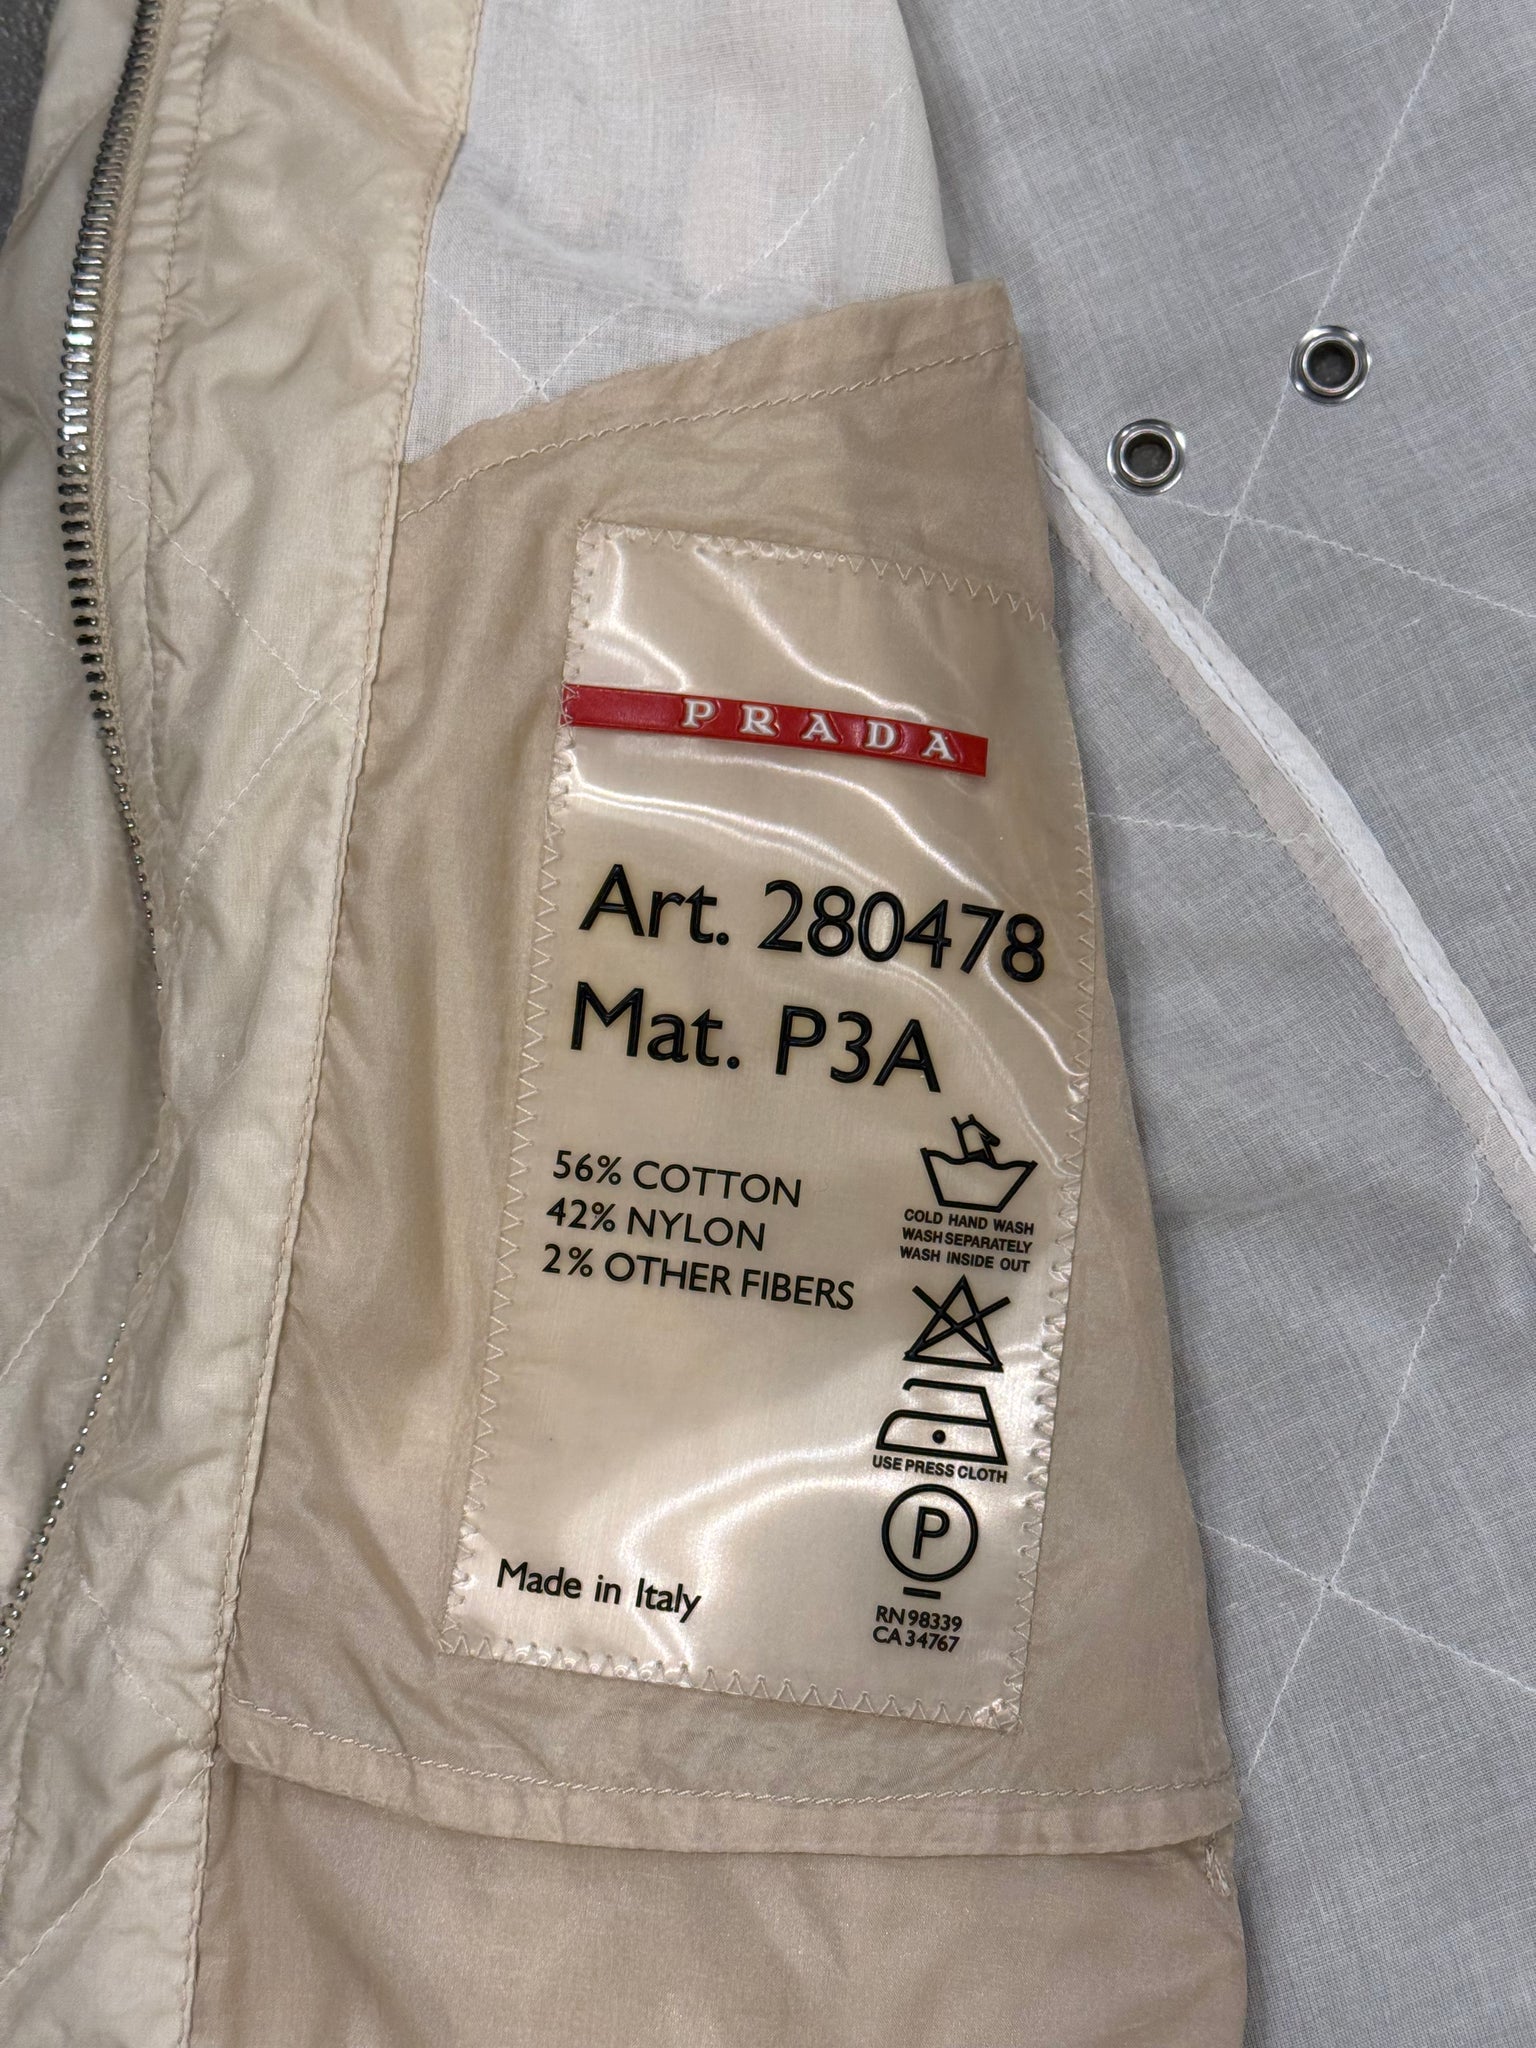 PRADA
Art. 280478
Mat. P3A
56% COTTON
42% NYLON
2% OTHER FIBERS
COLD HAND WASH
WASH SEPARATELY
WASH INSIDE OUT
USE PRESS CLOTH
P
Made in Italy
RN 98339
CA 34767